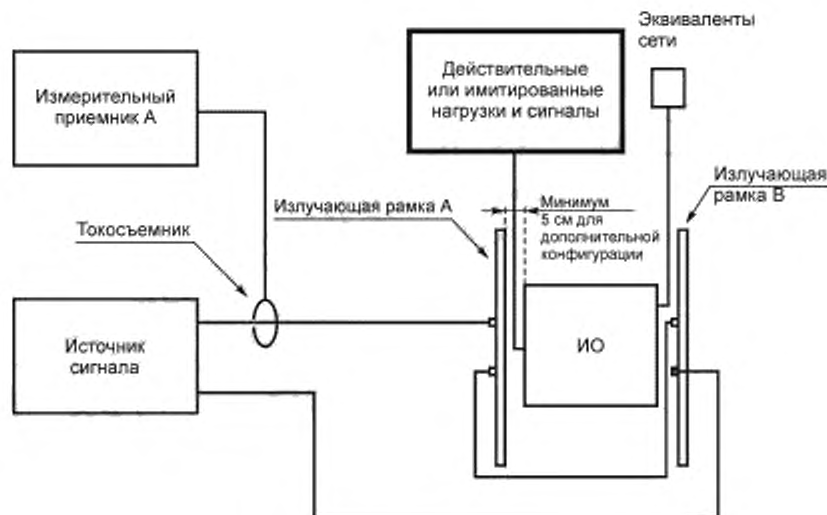 Эквиваленты
сети
Измерительный
приемник А
Действительные
или имитированные
нагрузки и сигналы
Излучающая
рамка В
Излучающая рамка А
Минимум
5 см для
дополнительной
конфигурации
Токосъемник
Источник
сигнала
ИО